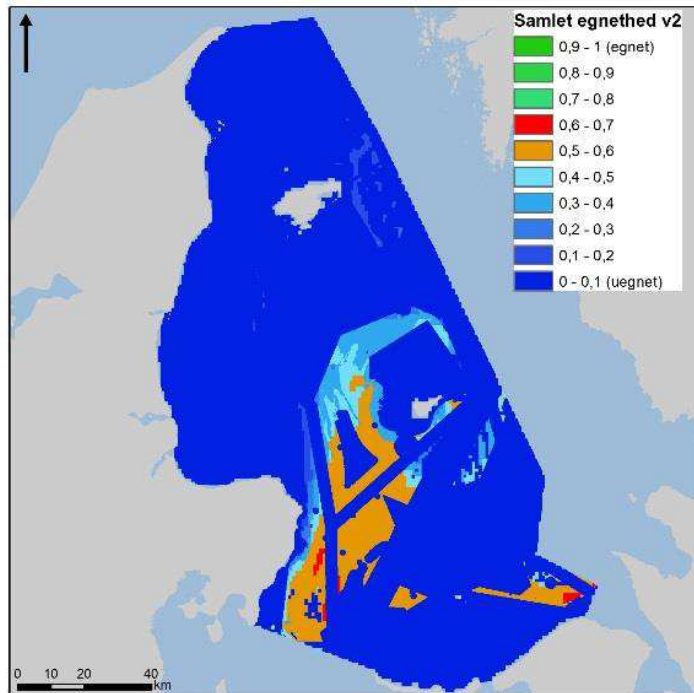 Samlet egnethed v2
0,9 - 1 (egnet)
0,8 - 0,9
0,7 - 0,8
0,6 - 0,7
0,5 - 0,6
0,4 - 0,5
0,3 - 0,4
0,2 - 0,3
0,1 - 0,2
0 - 0,1 (uegnet)
0 10 20 40
km